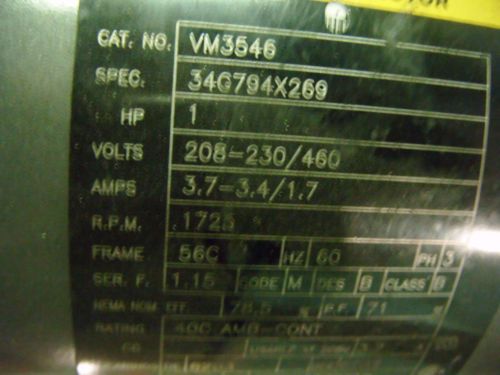 CAT. NO. VM3546
SPEC. 34G794X269
HP 1
VOLTS 208-230/460
AMPS 3.7-3.4/1.7
R.P.M. 1725
FRAME 56C HZ 60 PH 3
SER. F. 1.15 CODE M DES B CLASS B
NEMA NOM. EFF. 78.5 % P.F. 71 %
RATING 40C AMB-CONT
CC